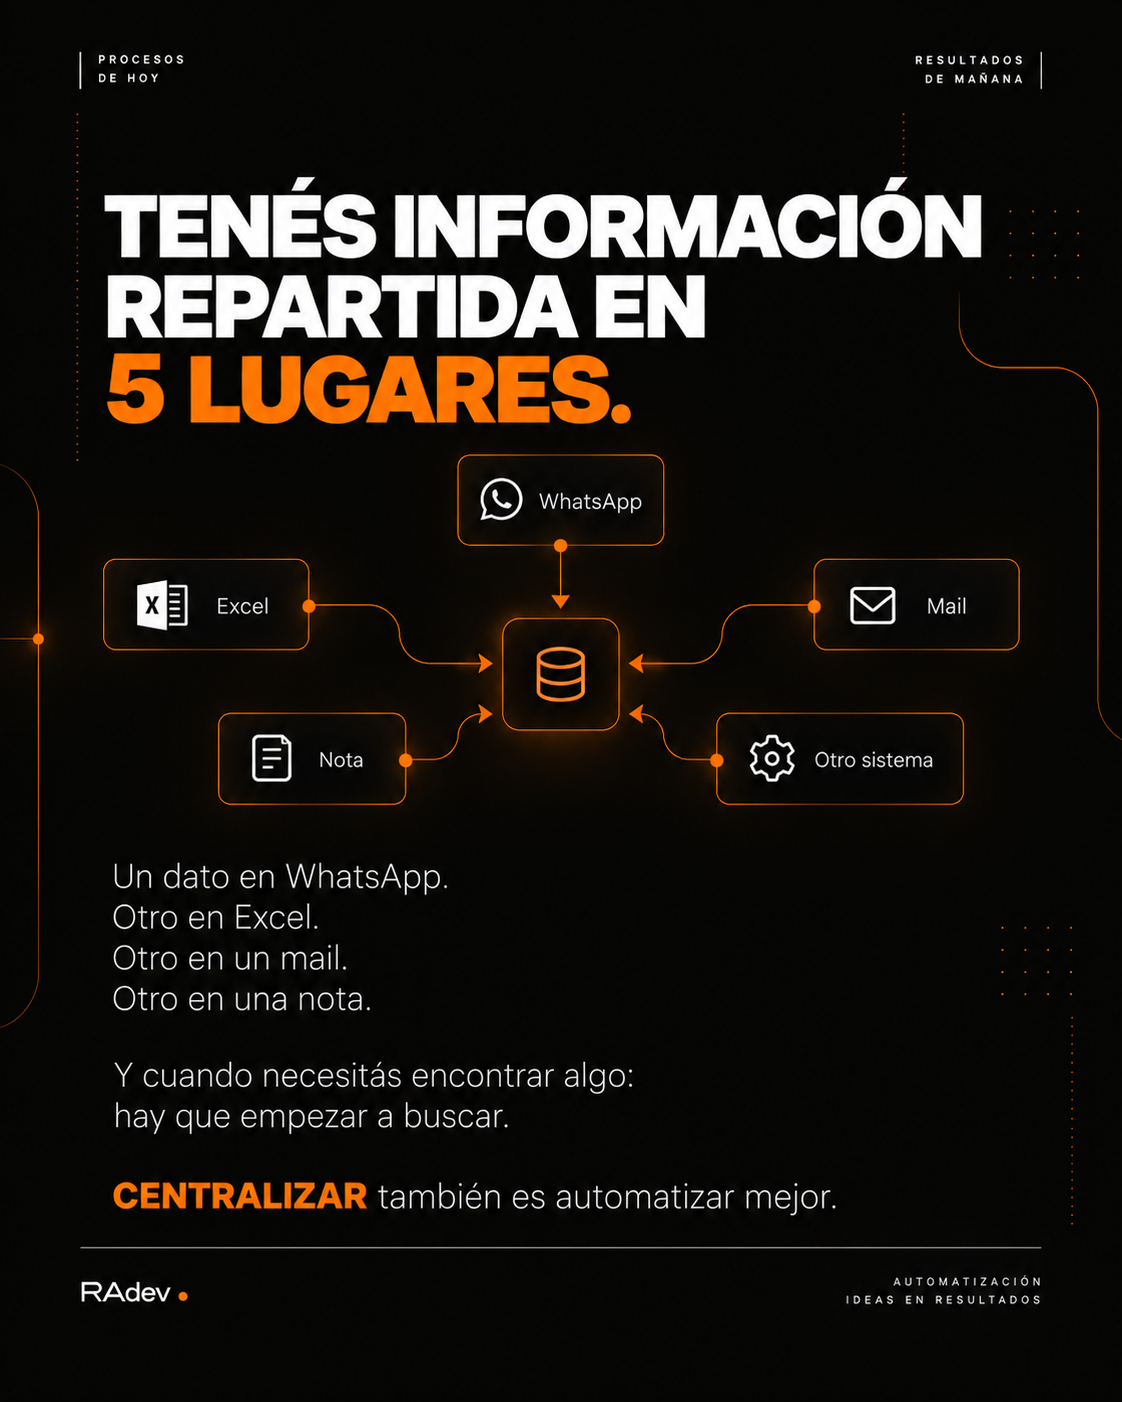 PROCESOS
DE HOY
RESULTADOS
DE MAÑANA
TENÉS INFORMACIÓN
REPARTIDA EN
5 LUGARES.
WhatsApp
X Excel
Mail
Nota
Otro sistema
Un dato en WhatsApp.
Otro en Excel.
Otro en un mail.
Otro en una nota.
Y cuando necesitás encontrar algo:
hay que empezar a buscar.
CENTRALIZAR también es automatizar mejor.
RAdev
AUTOMATIZACIÓN
IDEAS EN RESULTADOS